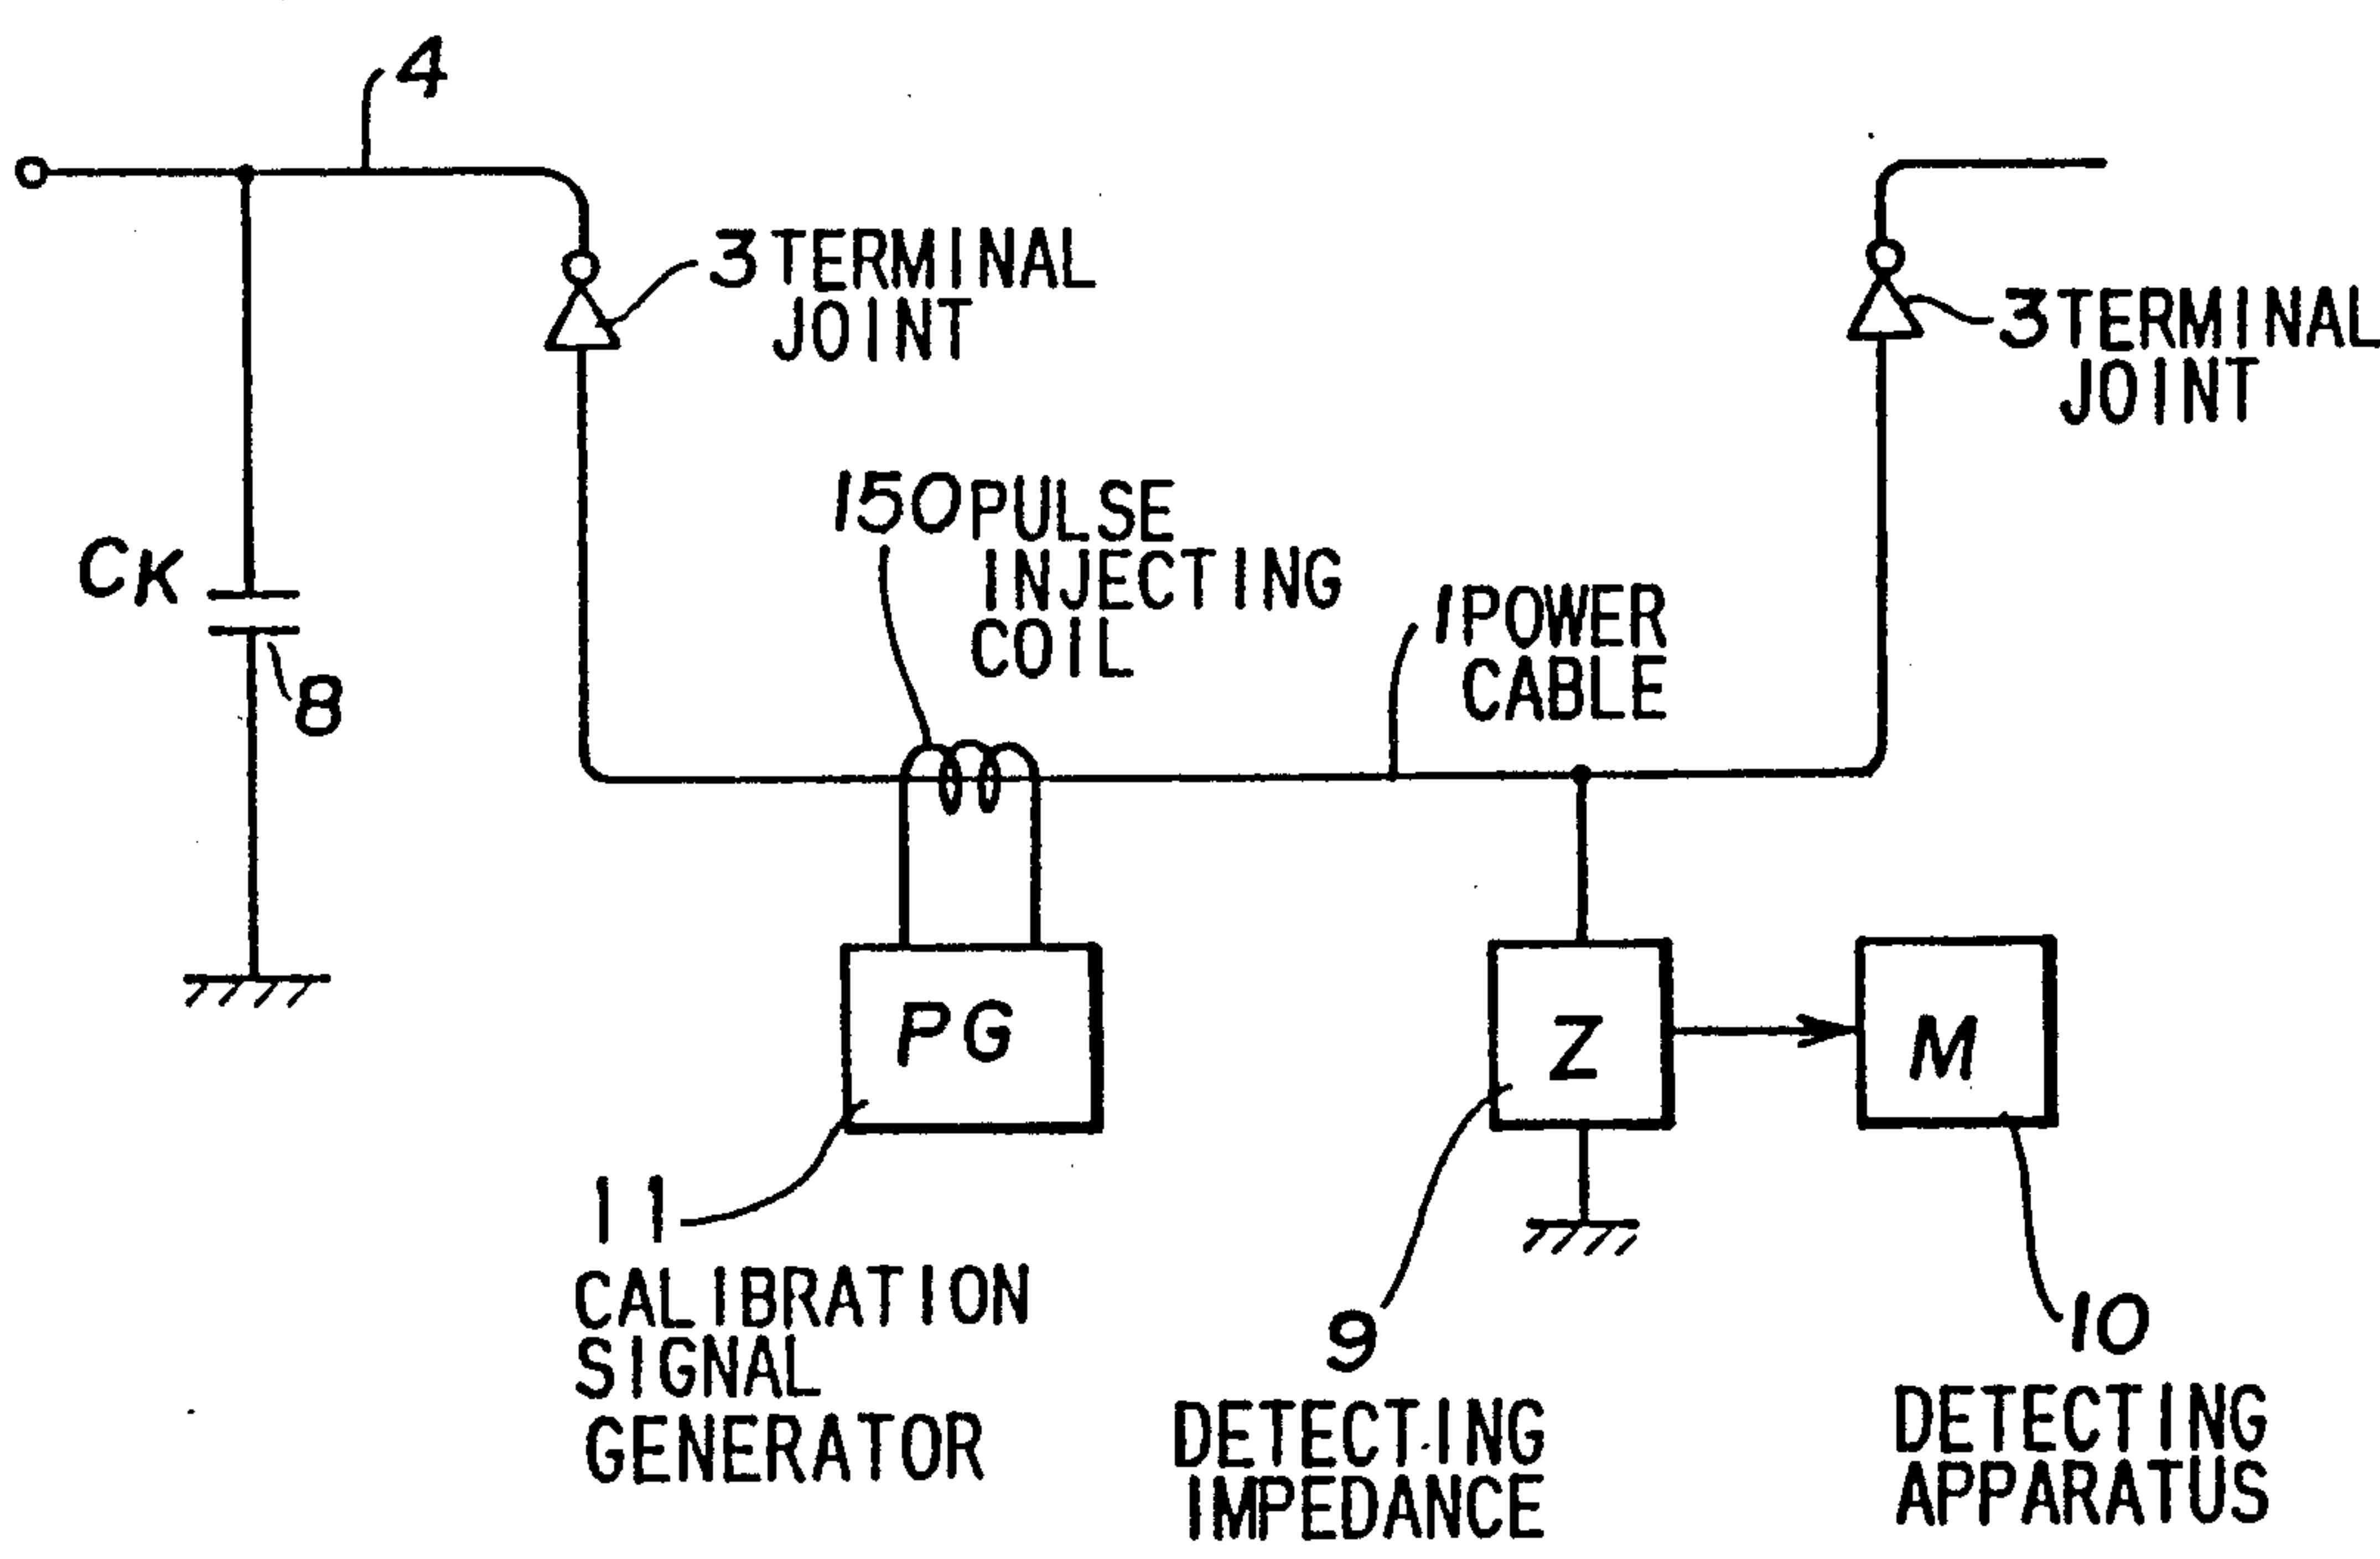 4
3 TERMINAL
JOINT
3 TERMINAL
JOINT
150 PULSE
INJECTING
COIL
CK
8
1 POWER
CABLE
PG
Z
M
11
CALIBRATION
SIGNAL
GENERATOR
9
DETECTING
IMPEDANCE
10
DETECTING
APPARATUS